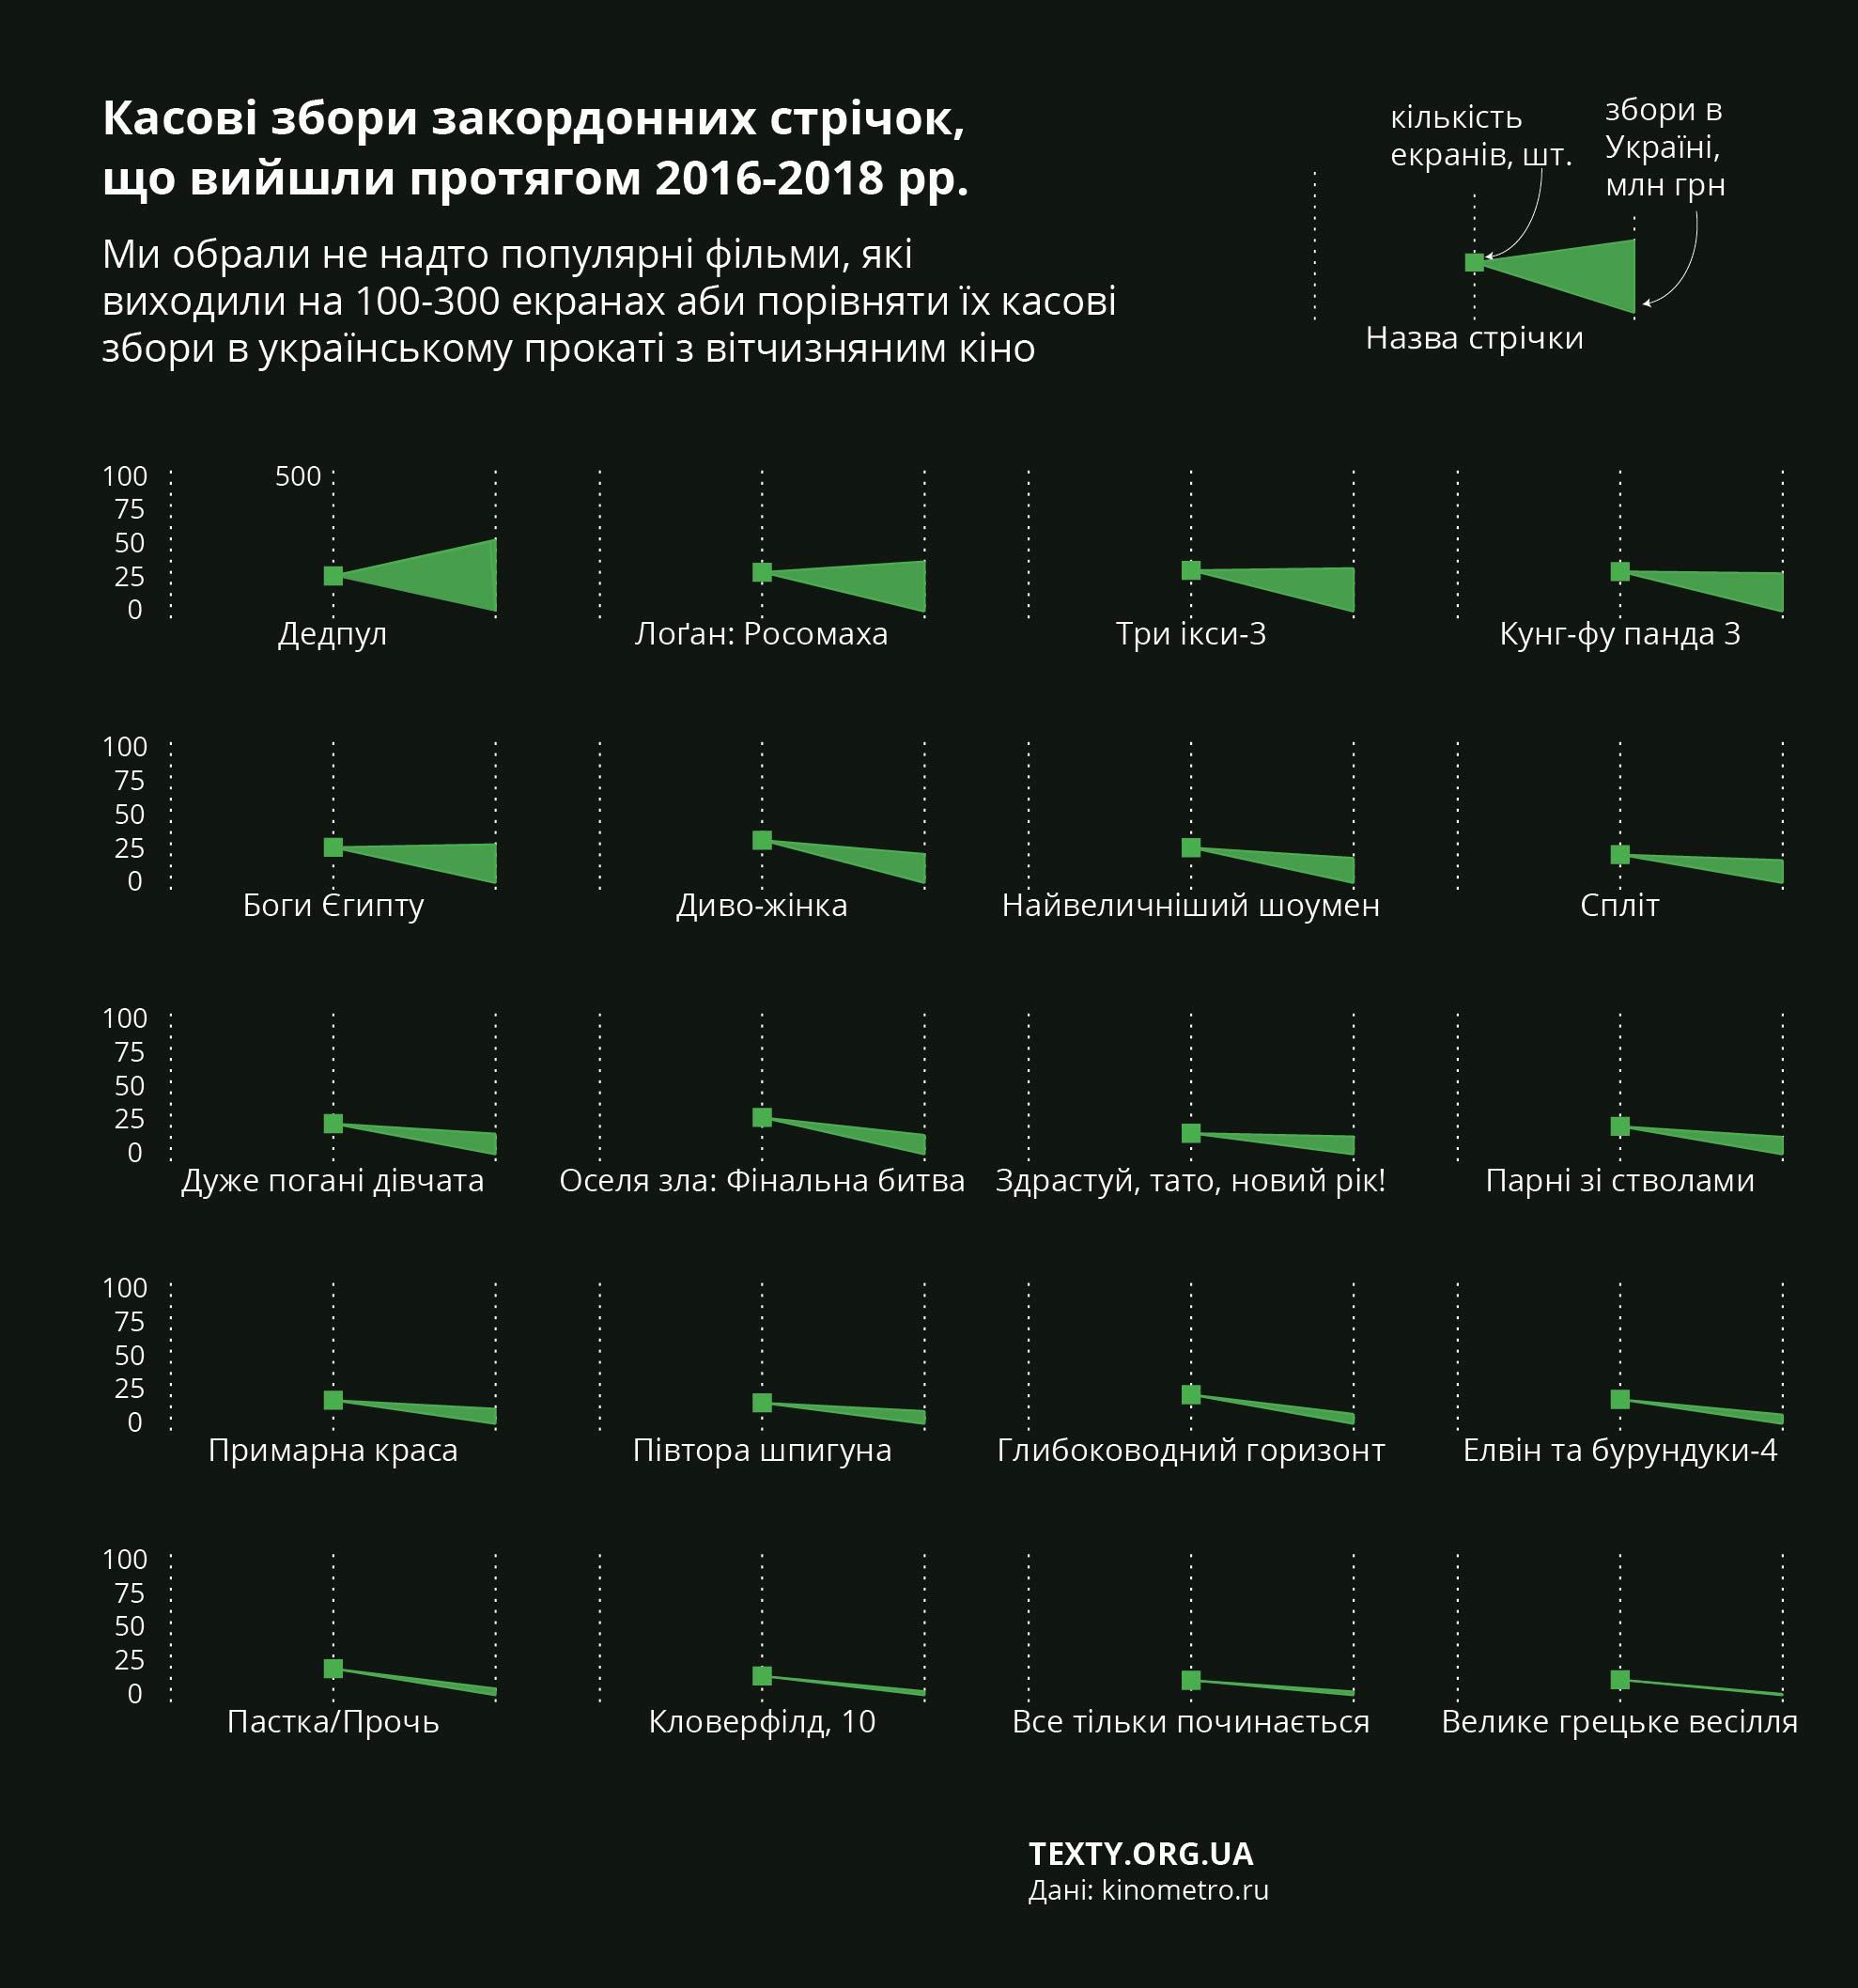 Касові збори закордонних стрічок,
що вийшли протягом 2016-2018 рр.
Ми обрали не надто популярні фільми, які
виходили на 100-300 екранах аби порівняти їх касові
збори в українському прокаті з вітчизняним кіно
кількість
екранів, шт.
збори в
Україні,
млн грн
Назва стрічки
100
75
50
25
0
500
Дедпул
Лоґан: Росомаха
Три ікси-3
Кунг-фу панда 3
100
75
50
25
0
Боги Єгипту
Диво-жінка
Найвеличніший шоумен
Спліт
100
75
50
25
0
Дуже погані дівчата
Оселя зла: Фінальна битва
Здрастуй, тато, новий рік!
Парні зі стволами
100
75
50
25
0
Примарна краса
Півтора шпигуна
Глибоководний горизонт
Елвін та бурундуки-4
100
75
50
25
0
Пастка/Прочь
Кловерфілд, 10
Все тільки починається
Велике грецьке весілля
TEXTY.ORG.UA
Дані: kinometro.ru